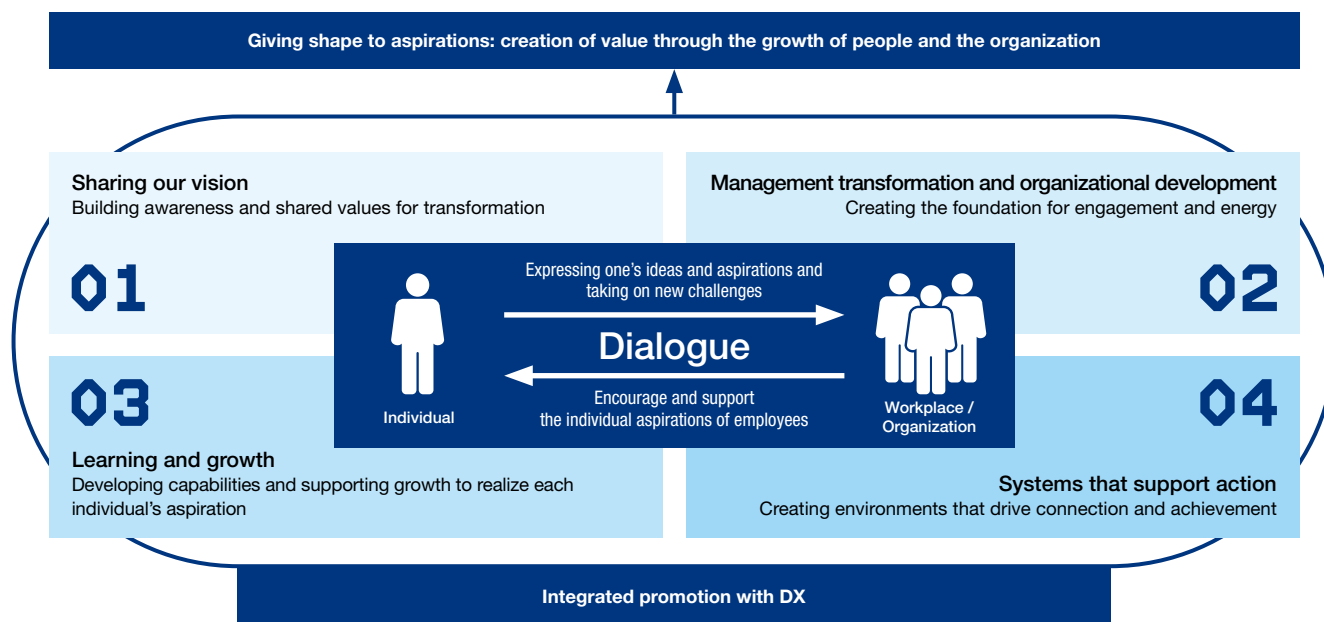 Giving shape to aspirations: creation of value through the growth of people and the organization
Sharing our vision
Building awareness and shared values for transformation
01
Management transformation and organizational development
Creating the foundation for engagement and energy
02
Expressing one’s ideas and aspirations and
taking on new challenges
Dialogue
Encourage and support
the individual aspirations of employees
Individual
Workplace /
Organization
03
Learning and growth
Developing capabilities and supporting growth to realize each
individual’s aspiration
04
Systems that support action
Creating environments that drive connection and achievement
Integrated promotion with DX